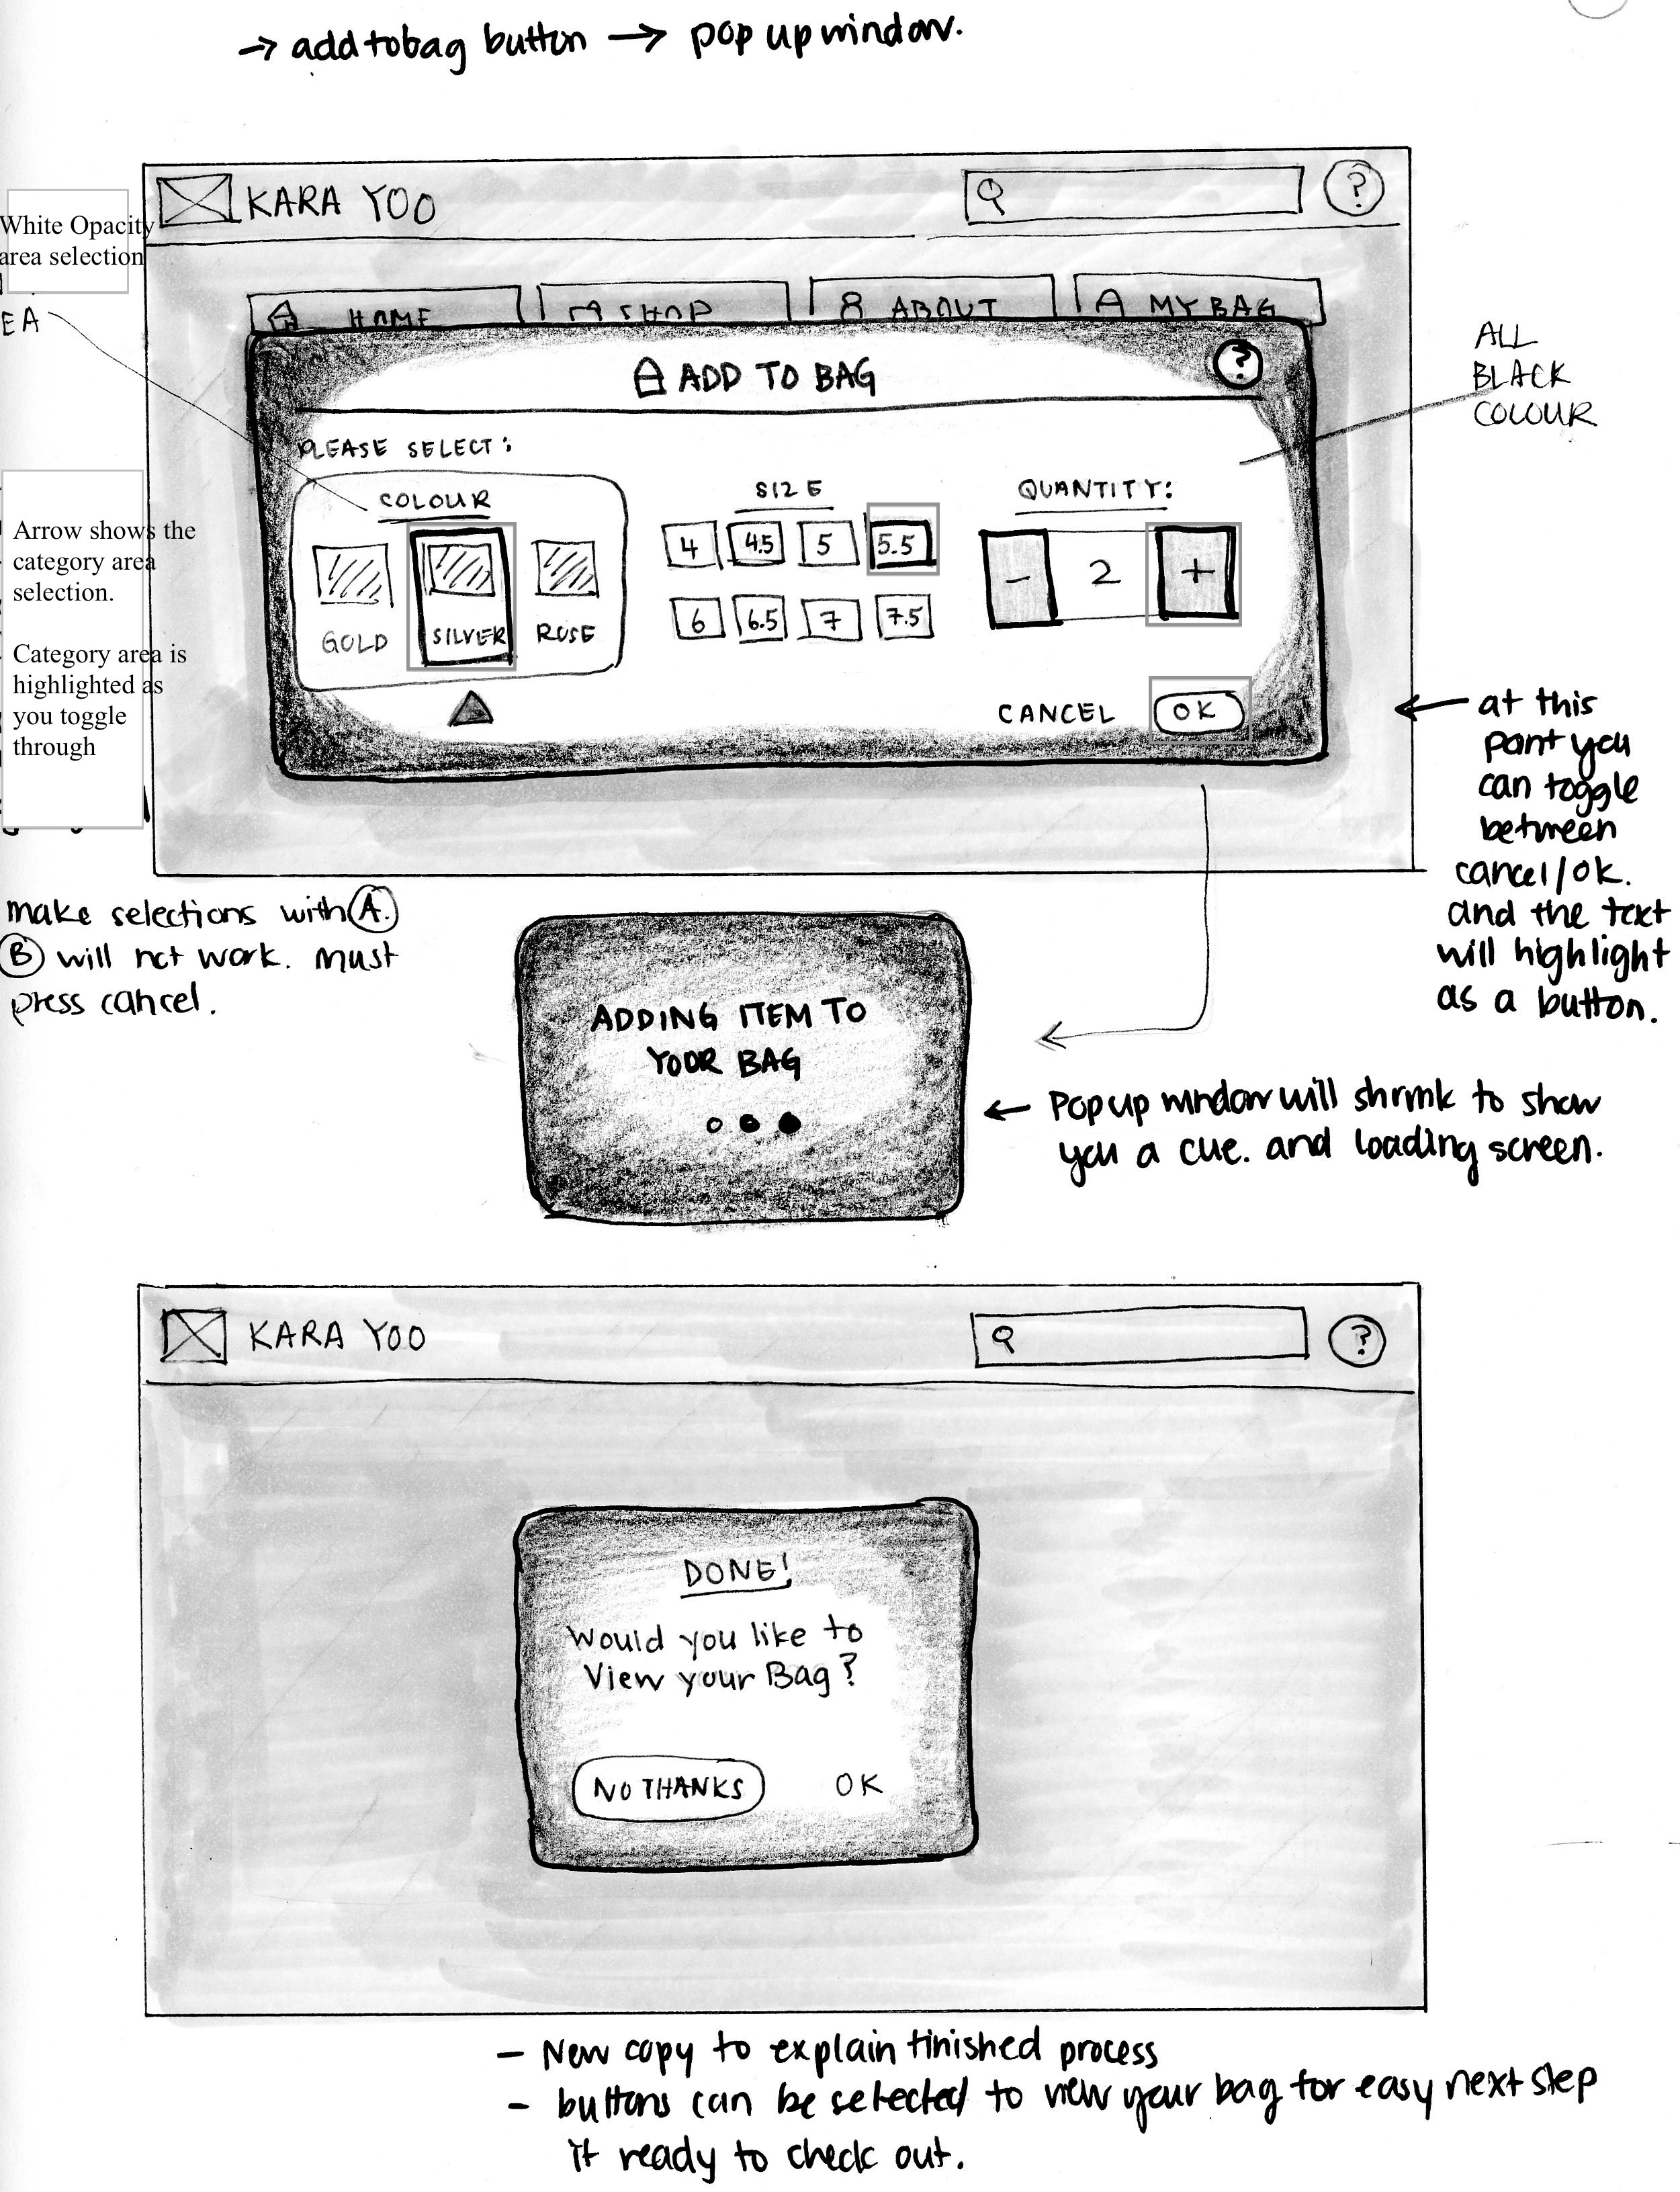 → add to bag button → pop up window.
KARA YOO
?
White Opacity
area selection
EA
HOME
SHOP
ABOUT
MY BAG
ADD TO BAG
?
ALL
BLACK
COLOUR
PLEASE SELECT:
COLOUR
SIZE
QUANTITY:
4 4.5 5 5.5
- 2 +
6 6.5 7 7.5
GOLD SILVER ROSE
Arrow shows the
category area
selection.
Category area is
highlighted as
you toggle
through
CANCEL OK
← at this
point you
can toggle
between
cancel/ok.
and the text
will highlight
as a button.
make selections with A.
B will not work. must
press cancel.
ADDING ITEM TO
YOUR BAG
← Pop up window will shrink to show
you a cue. and loading screen.
KARA YOO
?
DONE!
Would you like to
View your Bag?
NO THANKS OK
- New copy to explain finished process
- buttons can be selected to view your bag for easy next step
if ready to check out.